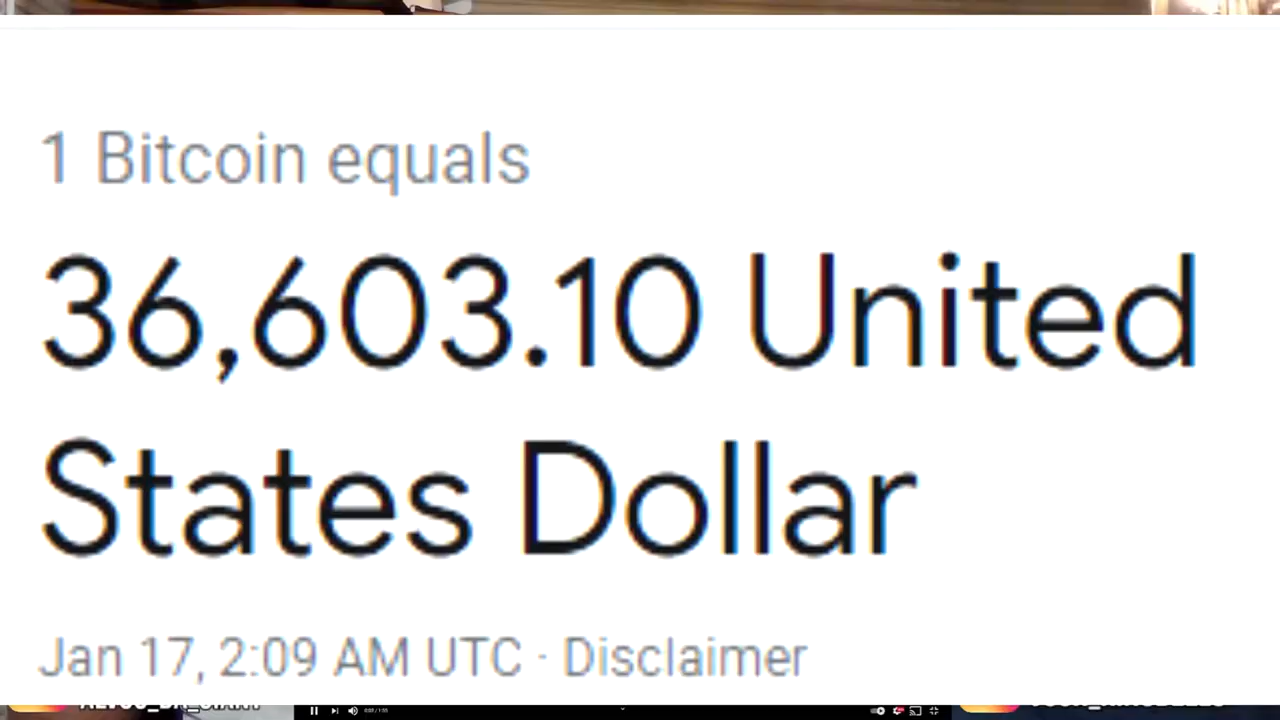 1 Bitcoin equals
36,603.10 United
States Dollar
Jan 17, 2:09 AM UTC · Disclaimer